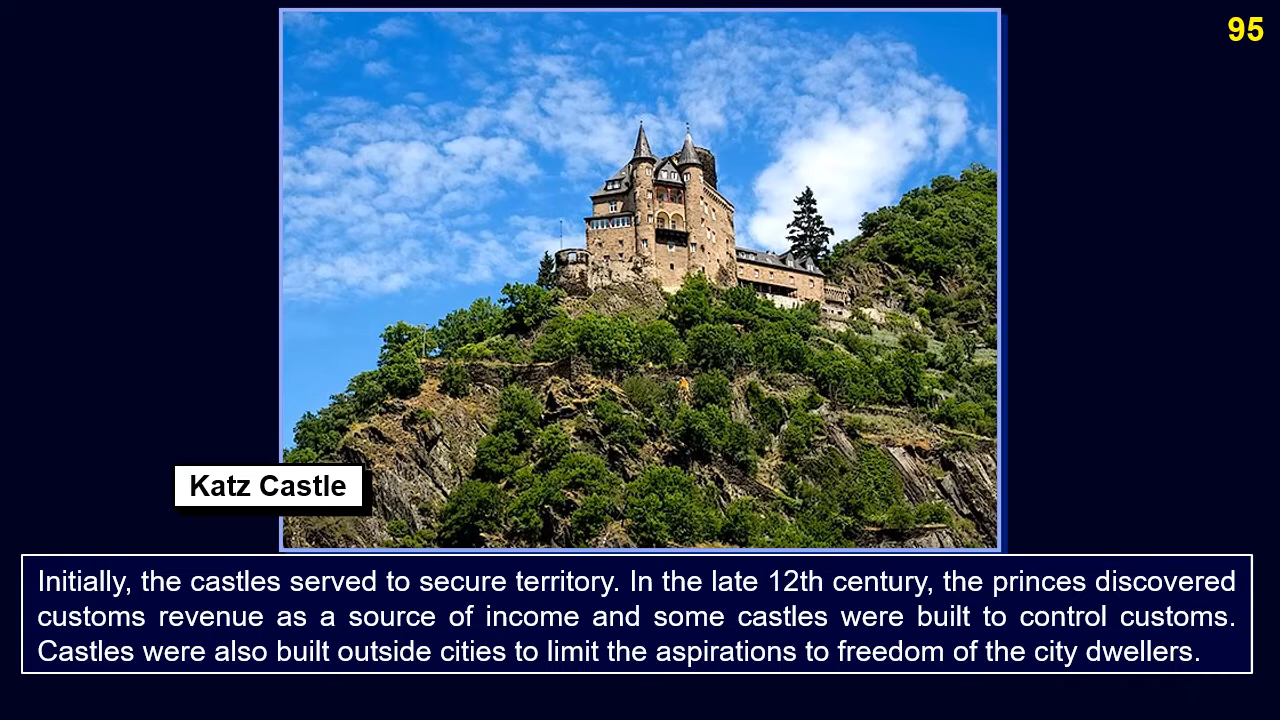 95
Katz Castle
Initially, the castles served to secure territory. In the late 12th century, the princes discovered
customs revenue as a source of income and some castles were built to control customs.
Castles were also built outside cities to limit the aspirations to freedom of the city dwellers.